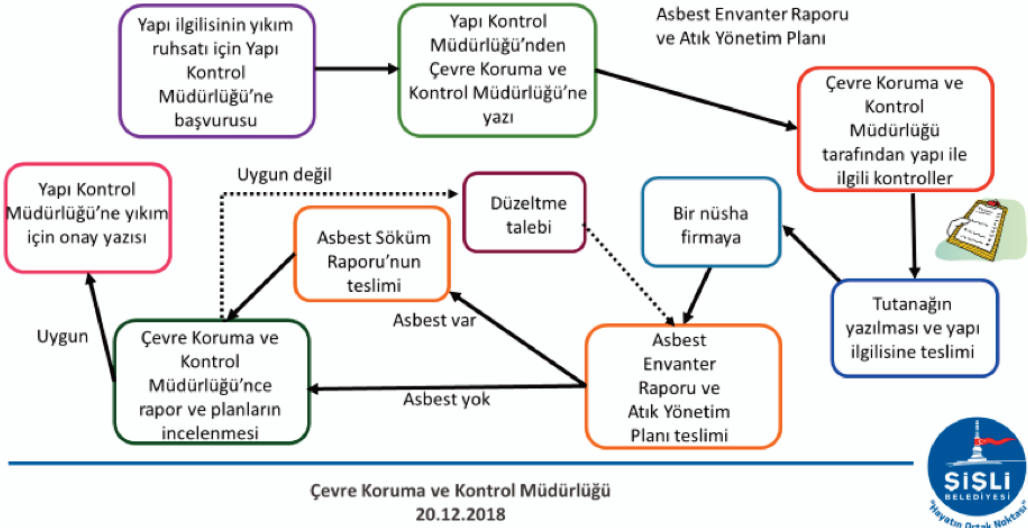 Yapı ilgilisinin yıkım
ruhsatı için Yapı
Kontrol
Müdürlüğü'ne
başvurusu
Yapı Kontrol
Müdürlüğü'nden
Çevre Koruma ve
Kontrol Müdürlüğü'ne
yazı
Asbest Envanter Raporu
ve Atık Yönetim Planı
Çevre Koruma ve
Kontrol
Müdürlüğü
tarafından yapı ile
ilgili kontroller
Tutanağın
yazılması ve yapı
ilgilisine teslimi
Bir nüsha
firmaya
Asbest
Envanter
Raporu ve
Atık Yönetim
Planı teslimi
Asbest var
Asbest yok
Asbest Söküm
Raporu'nun
teslimi
Çevre Koruma ve
Kontrol
Müdürlüğü'nce
rapor ve planların
incelenmesi
Uygun değil
Düzeltme
talebi
Uygun
Yapı Kontrol
Müdürlüğü'ne yıkım
için onay yazısı
Çevre Koruma ve Kontrol Müdürlüğü
20.12.2018
ŞİŞLİ
BELEDİYESİ
"Hayatın Ortak Noktası"